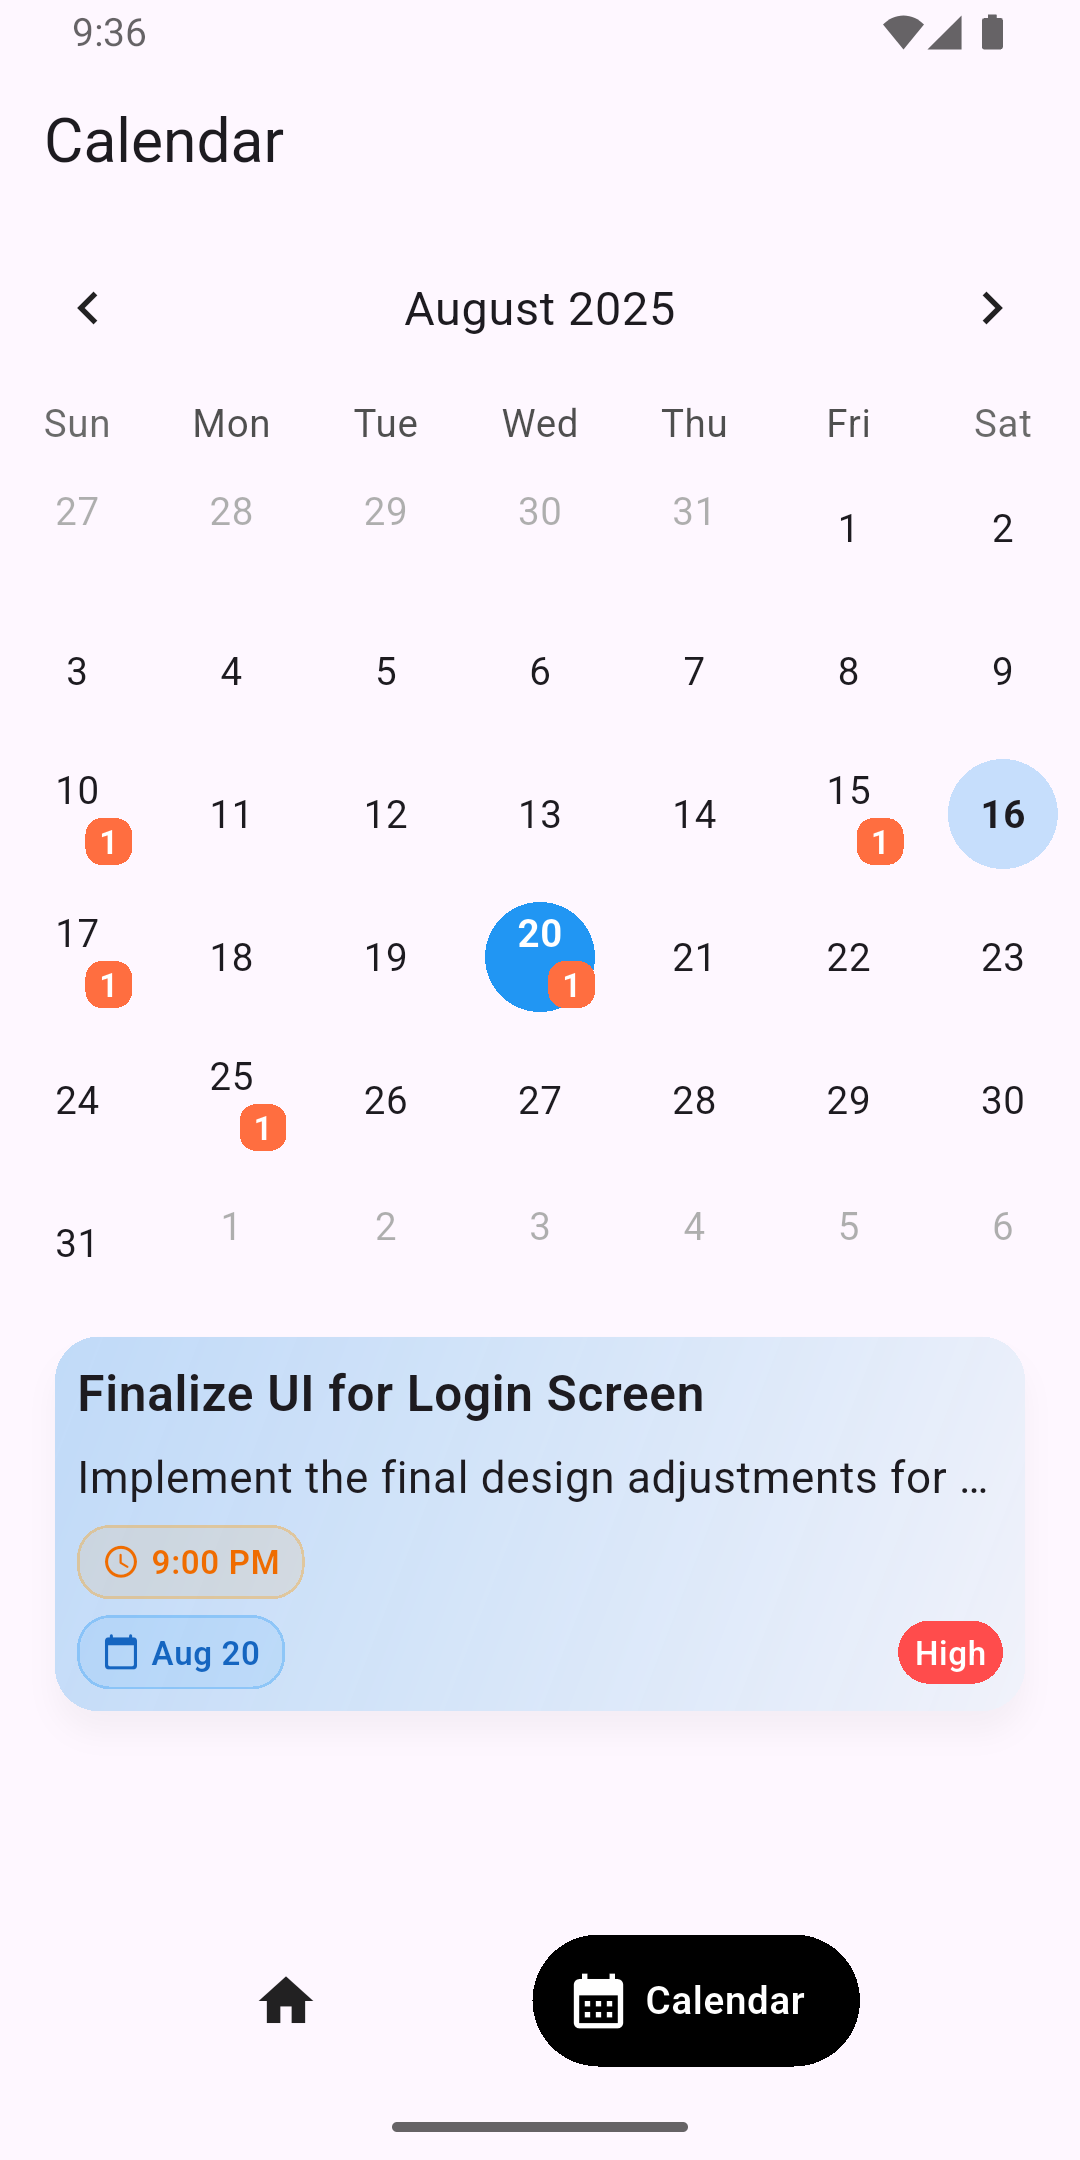 9:36
Calendar
August 2025
Sun Mon Tue Wed Thu Fri Sat
27 28 29 30 31 1 2
3 4 5 6 7 8 9
10 11 12 13 14 15 16
1 1
17 18 19 20 21 22 23
1 1
24 25 26 27 28 29 30
1
31 1 2 3 4 5 6
Finalize UI for Login Screen
Implement the final design adjustments for ...
9:00 PM
Aug 20 High
Calendar